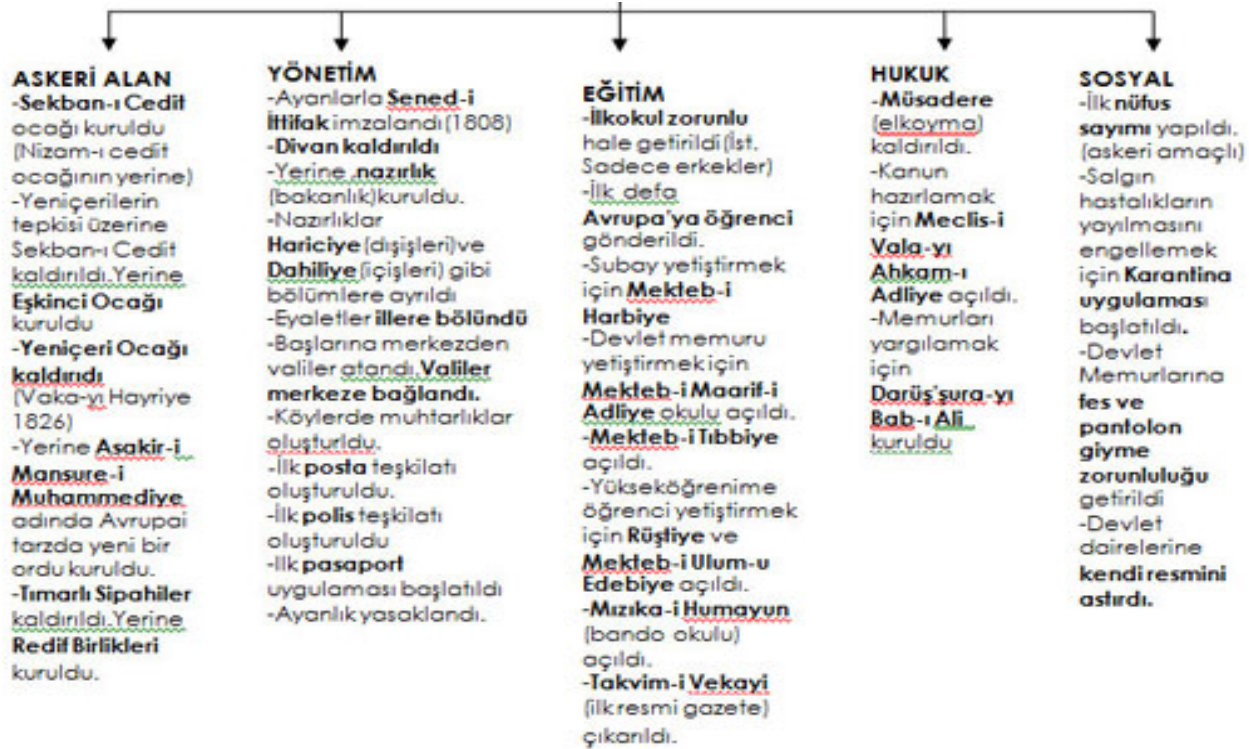 ASKERİ ALAN
-Sekban-ı Cedit
ocağı kuruldu
(Nizam-ı cedit
ocağının yerine)
-Yeniçerilerin
tepkisi üzerine
Sekban-ı Cedit
kaldırıldı.Yerine
Eşkinci Ocağı
kuruldu
-Yeniçeri Ocağı
kaldırıdı
(Vaka-yı Hayriye
1826)
-Yerine Asakir-i
Mansure-i
Muhammediye
adında Avrupai
tarzda yeni bir
ordu kuruldu.
-Tımarlı Sipahiler
kaldırıldı.Yerine
Redif Birlikleri
kuruldu.
YÖNETİM
-Ayanlarla Sened-i
İttifak imzalandı(1808)
-Divan kaldırıldı
-Yerine ,nazırlık
(bakanlık)kuruldu.
-Nazırlıklar
Hariciye(dışişleri)ve
Dahiliye(içişleri) gibi
bölümlere ayrıldı
-Eyaletler illere bölündü
-Başlarına merkezden
valiler atandı.Valiler
merkeze bağlandı.
-Köylerde muhtarlıklar
oluşturldu.
-İlk posta teşkilatı
oluşturuldu.
-İlk polis teşkilatı
oluşturuldu
-Ilk pasaport
uygulaması başlatıldı
-Ayanlık yasaklandı.
EĞİTİM
-İlkokul zorunlu
hale getirildi(İst.
Sadece erkekler)
-İlk defa
Avrupa'ya öğrenci
gönderildi.
-Subay yetiştirmek
için Mekteb-i
Harbiye
-Devlet memuru
yetiştirmek için
Mekteb-i Maarif-i
Adliye okulu açıldı.
-Mekteb-i Tıbbiye
açıldı.
-Yükseköğrenime
öğrenci yetiştirmek
için Rüştiye ve
Mekteb-i Ulum-u
Edebiye açıldı.
-Mızıka-i Humayun
(bando okulu)
açıldı.
-Takvim-i Vekayi
(ilk resmi gazete)
çıkarıldı.
HUKUK
-Müsadere
(elkoyma)
kaldırıldı.
-Kanun
hazırlamak
için Meclis-i
Vala-yı
Ahkam-ı
Adliye açıldı.
-Memurları
yargılamak
için
Darüş'sura-yı
Bab-ı Ali
kuruldu
SOSYAL
-İlk nüfus
sayımı yapıldı.
(askeri amaçlı)
-Salgın
hastalıkların
yayılmasını
engellemek
için Karantina
uygulaması
başlatıldı.
-Devlet
Memurlarına
fes ve
pantolon
giyme
zorunluluğu
getirildi
-Devlet
dairelerine
kendi resmini
astırdı.